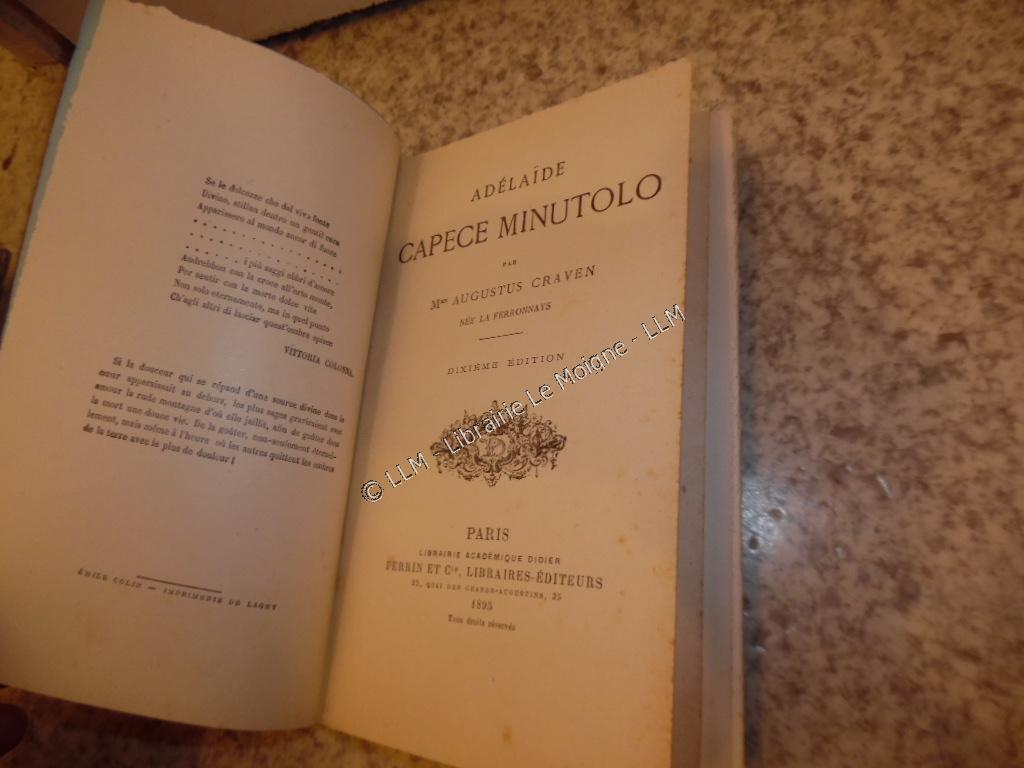 Se le dolcezze che dal vivo fonte
Divino, stillan dentro un gentil core
Apparissero al mondo ancor di fuora
. . . . . . . . . . . . . . .
. . . . . . . . . . . . . . .
. . . . . i più saggi
Andrebbon con la croce all'erto monte,
Per sentir con la morte dolce vita
Non solo eternamente, ma in quel punto
Ch'agli altri di lasciar quest'ombre spiace
VITTORIA COLONNA.
Si la douceur qui se répand d'une source divine dans le
cœur apparaissait au dehors, les plus sages graviraient avec
amour la rude montagne d'où elle jaillit, afin de goûter dans
la mort une douce vie. De la goûter, non-seulement éternel-
lement, mais même à l'heure où les autres quittent les ombres
de la terre avec le plus de douleur !
ÉMILE COLIN — IMPRIMERIE DE LAGNY
ADÉLAÏDE
CAPECE MINUTOLO
PAR
Mme AUGUSTUS CRAVEN
NÉE LA FERRONNAYS
DIXIÈME ÉDITION
© LLM - Librairie Le Moigne - LLM
PARIS
LIBRAIRIE ACADÉMIQUE DIDIER
PERRIN ET Cie, LIBRAIRES-ÉDITEURS
35, QUAI DES GRANDS-AUGUSTINS, 35
1895
Tous droits réservés